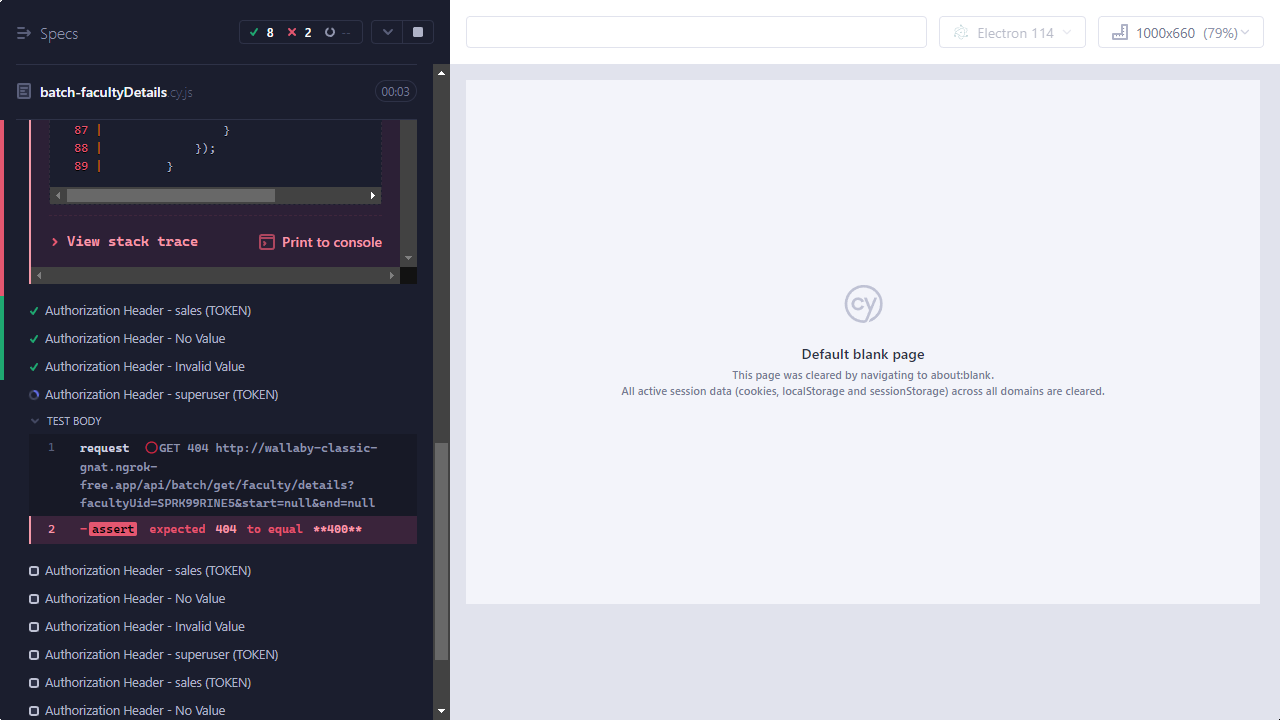 Specs
8 2 --
batch-facultyDetails.cy.js
00:03
87 | }
88 | });
89 | }
View stack trace
Print to console
Authorization Header - sales (TOKEN)
Authorization Header - No Value
Authorization Header - Invalid Value
Authorization Header - superuser (TOKEN)
TEST BODY
1 request GET 404 http://wallaby-classic-
gnat.ngrok-
free.app/api/batch/get/faculty/details?
facultyUid=SPRK99RINE5&start=null&end=null
2 -assert expected 404 to equal **400**
Authorization Header - sales (TOKEN)
Authorization Header - No Value
Authorization Header - Invalid Value
Authorization Header - superuser (TOKEN)
Authorization Header - sales (TOKEN)
Authorization Header - No Value
Electron 114
1000x660 (79%)
cy
Default blank page
This page was cleared by navigating to about:blank.
All active session data (cookies, localStorage and sessionStorage) across all domains are cleared.